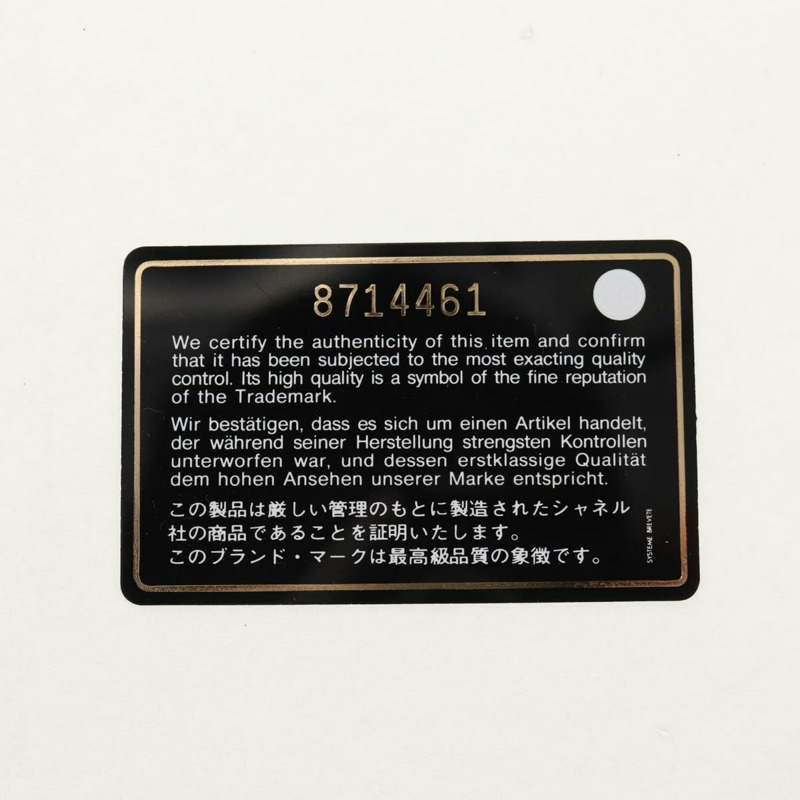 8714461
We certify the authenticity of this item and confirm
that it has been subjected to the most exacting quality
control. Its high quality is a symbol of the fine reputation
of the Trademark.
Wir bestätigen, dass es sich um einen Artikel handelt,
der während seiner Herstellung strengsten Kontrollen
unterworfen war, und dessen erstklassige Qualität
dem hohen Ansehen unserer Marke entspricht.
この製品は厳しい管理のもとに製造されたシャネル
社の商品であることを証明いたします。
このブランド・マークは最高級品質の象徴です。
SYSTEME BREVETE